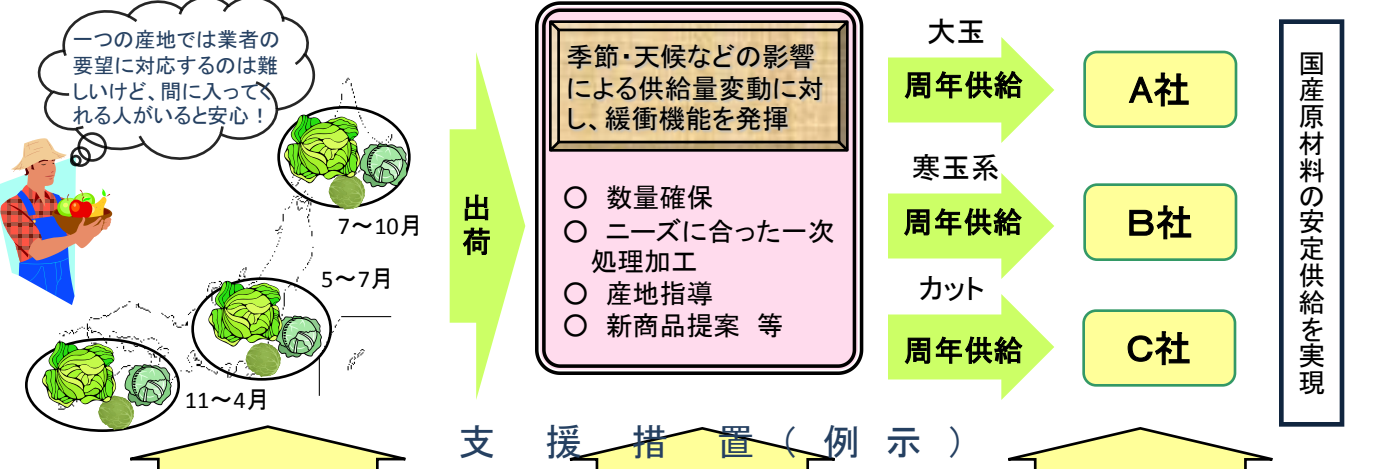 一つの産地では業者の
要望に対応するのは難
しいけど、間に入ってく
れる人がいると安心！
7～10月
5～7月
11～4月
出荷
季節・天候などの影響
による供給量変動に対
し、緩衝機能を発揮
○ 数量確保
○ ニーズに合った一次
処理加工
○ 産地指導
○ 新商品提案 等
大玉
周年供給
A社
寒玉系
周年供給
B社
カット
周年供給
C社
国産原材料の安定供給を実現
支援措置（例示）